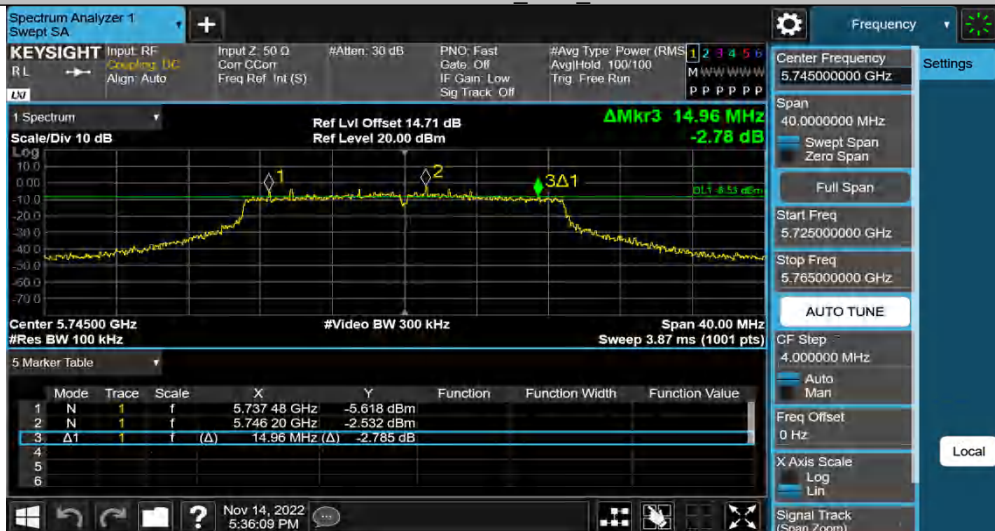 Spectrum Analyzer 1
Swept SA
+
Frequency
KEYSIGHT Input: RF Input Z: 50 Ω #Atten: 30 dB PNO: Fast #Avg Type: Power (RMS 1 2 3 4 5 6
RL Coupling: DC Corr CCorr Gate: Off Avg|Hold: 100/100 M W W W W W
Align: Auto Freq Ref: Int (S) IF Gain: Low Trig: Free Run P P P P P P
LXI Sig Track: Off
1 Spectrum
Ref Lvl Offset 14.71 dB ΔMkr3 14.96 MHz
Scale/Div 10 dB Ref Level 20.00 dBm -2.78 dB
Log
10.0
0.00
-10.0
-20.0
-30.0
-40.0
-50.0
-60.0
-70.0
1
2
3Δ1
DL1 -8.53 dBm
Center 5.74500 GHz #Video BW 300 kHz Span 40.00 MHz
#Res BW 100 kHz Sweep 3.87 ms (1001 pts)
5 Marker Table
Mode Trace Scale X Y Function Function Width Function Value
1 N 1 f 5.737 48 GHz -5.618 dBm
2 N 1 f 5.746 20 GHz -2.532 dBm
3 Δ1 1 f (Δ) 14.96 MHz (Δ) -2.785 dB
4
5
6
?
Nov 14, 2022
5:36:09 PM
Center Frequency
5.745000000 GHz
Settings
Span
40.0000000 MHz
Swept Span
Zero Span
Full Span
Start Freq
5.725000000 GHz
Stop Freq
5.765000000 GHz
AUTO TUNE
CF Step
4.000000 MHz
Auto
Man
Freq Offset
0 Hz
Local
X Axis Scale
Log
Lin
Signal Track
(Span Zoom)